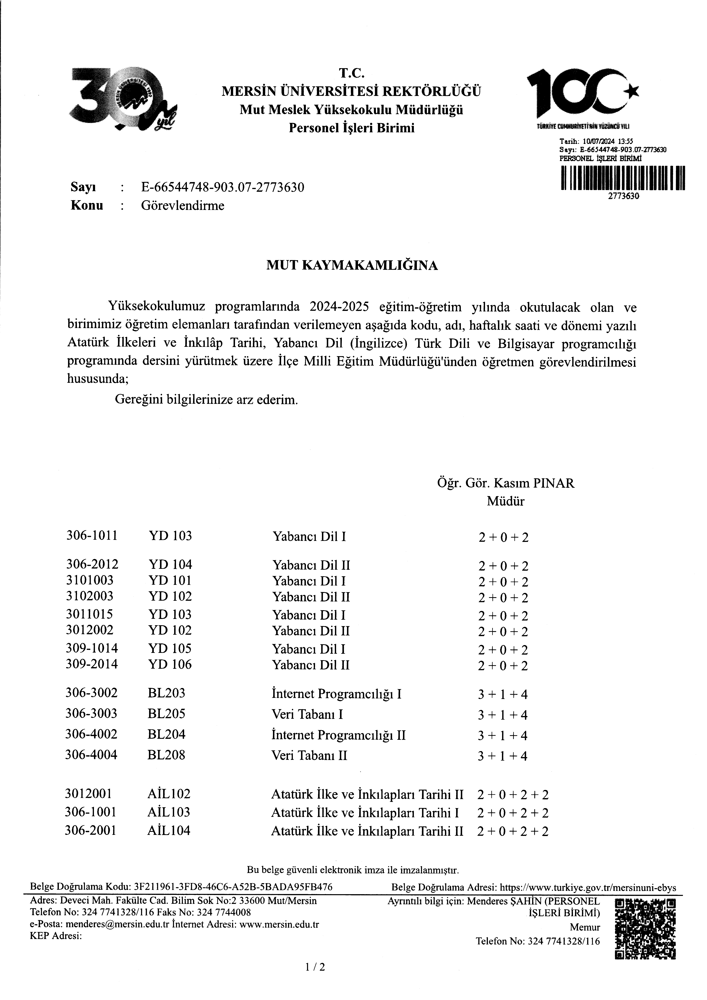 30 yıl
T.C.
MERSİN ÜNİVERSİTESİ REKTÖRLÜĞÜ
Mut Meslek Yüksekokulu Müdürlüğü
Personel İşleri Birimi
100
TÜRKİYE CUMHURİYETİ'NİN YÜZÜNCÜ YILI
Tarih: 10/07/2024 13:55
Sayı: E-66544748-903.07-2773630
PERSONEL İŞLERİ BİRİMİ
2773630
Sayı : E-66544748-903.07-2773630
Konu : Görevlendirme
MUT KAYMAKAMLIĞINA
Yüksekokulumuz programlarında 2024-2025 eğitim-öğretim yılında okutulacak olan ve
birimimiz öğretim elemanları tarafından verilemeyen aşağıda kodu, adı, haftalık saati ve dönemi yazılı
Atatürk İlkeleri ve İnkılâp Tarihi, Yabancı Dil (İngilizce) Türk Dili ve Bilgisayar programcılığı
programında dersini yürütmek üzere İlçe Milli Eğitim Müdürlüğü'ünden öğretmen görevlendirilmesi
hususunda;
Gereğini bilgilerinize arz ederim.
Öğr. Gör. Kasım PINAR
Müdür
306-1011 YD 103 Yabancı Dil I 2 + 0 + 2
306-2012 YD 104 Yabancı Dil II 2 + 0 + 2
3101003 YD 101 Yabancı Dil I 2 + 0 + 2
3102003 YD 102 Yabancı Dil II 2 + 0 + 2
3011015 YD 103 Yabancı Dil I 2 + 0 + 2
3012002 YD 102 Yabancı Dil II 2 + 0 + 2
309-1014 YD 105 Yabancı Dil I 2 + 0 + 2
309-2014 YD 106 Yabancı Dil II 2 + 0 + 2
306-3002 BL203 İnternet Programcılığı I 3 + 1 + 4
306-3003 BL205 Veri Tabanı I 3 + 1 + 4
306-4002 BL204 İnternet Programcılığı II 3 + 1 + 4
306-4004 BL208 Veri Tabanı II 3 + 1 + 4
3012001 AİL102 Atatürk İlke ve İnkılapları Tarihi II 2 + 0 + 2 + 2
306-1001 AİL103 Atatürk İlke ve İnkılapları Tarihi I 2 + 0 + 2 + 2
306-2001 AİL104 Atatürk İlke ve İnkılapları Tarihi II 2 + 0 + 2 + 2
Bu belge güvenli elektronik imza ile imzalanmıştır.
Belge Doğrulama Kodu: 3F211961-3FD8-46C6-A52B-5BADA95FB476 Belge Doğrulama Adresi: https://www.turkiye.gov.tr/mersinuni-ebys
Adres: Deveci Mah. Fakülte Cad. Bilim Sok No:2 33600 Mut/Mersin
Telefon No: 324 7741328/116 Faks No: 324 7744008
e-Posta: menderes@mersin.edu.tr İnternet Adresi: www.mersin.edu.tr
KEP Adresi:
Ayrıntılı bilgi için: Menderes ŞAHİN (PERSONEL
İŞLERİ BİRİMİ)
Memur
Telefon No: 324 7741328/116
1 / 2